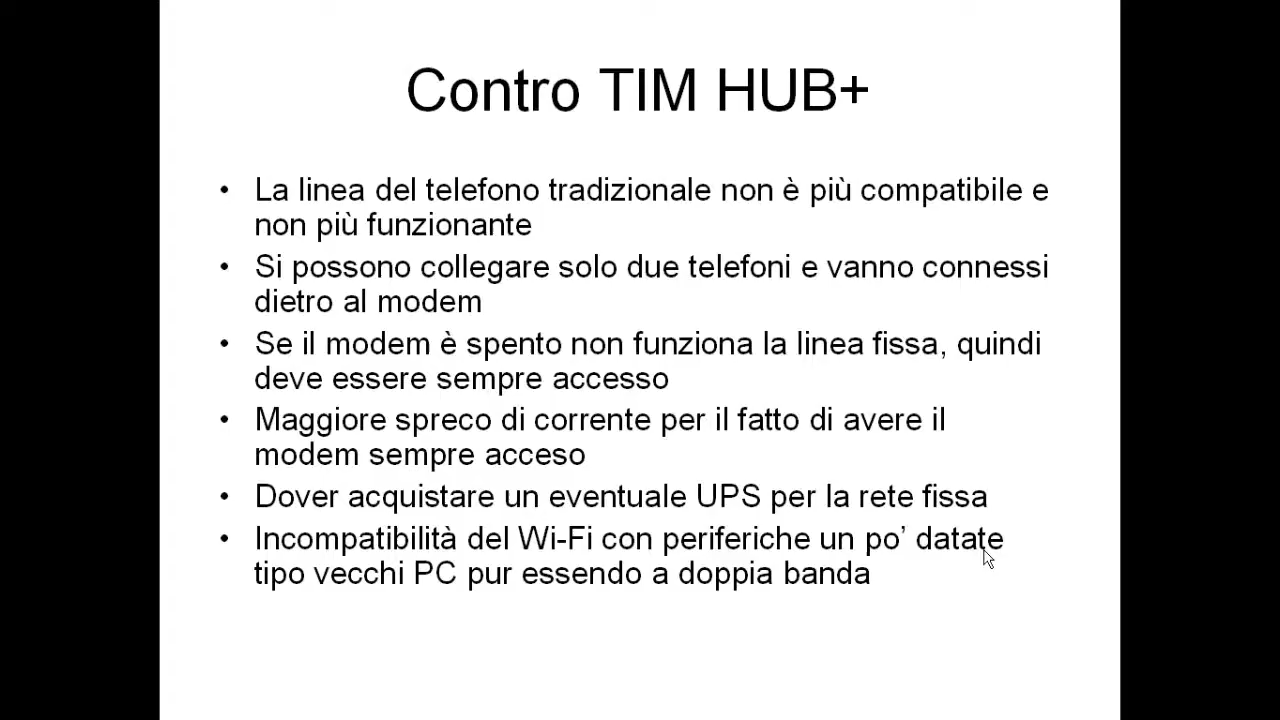 Contro TIM HUB+
• La linea del telefono tradizionale non è più compatibile e
non più funzionante
• Si possono collegare solo due telefoni e vanno connessi
dietro al modem
• Se il modem è spento non funziona la linea fissa, quindi
deve essere sempre accesso
• Maggiore spreco di corrente per il fatto di avere il
modem sempre acceso
• Dover acquistare un eventuale UPS per la rete fissa
• Incompatibilità del Wi-Fi con periferiche un po’ datate
tipo vecchi PC pur essendo a doppia banda